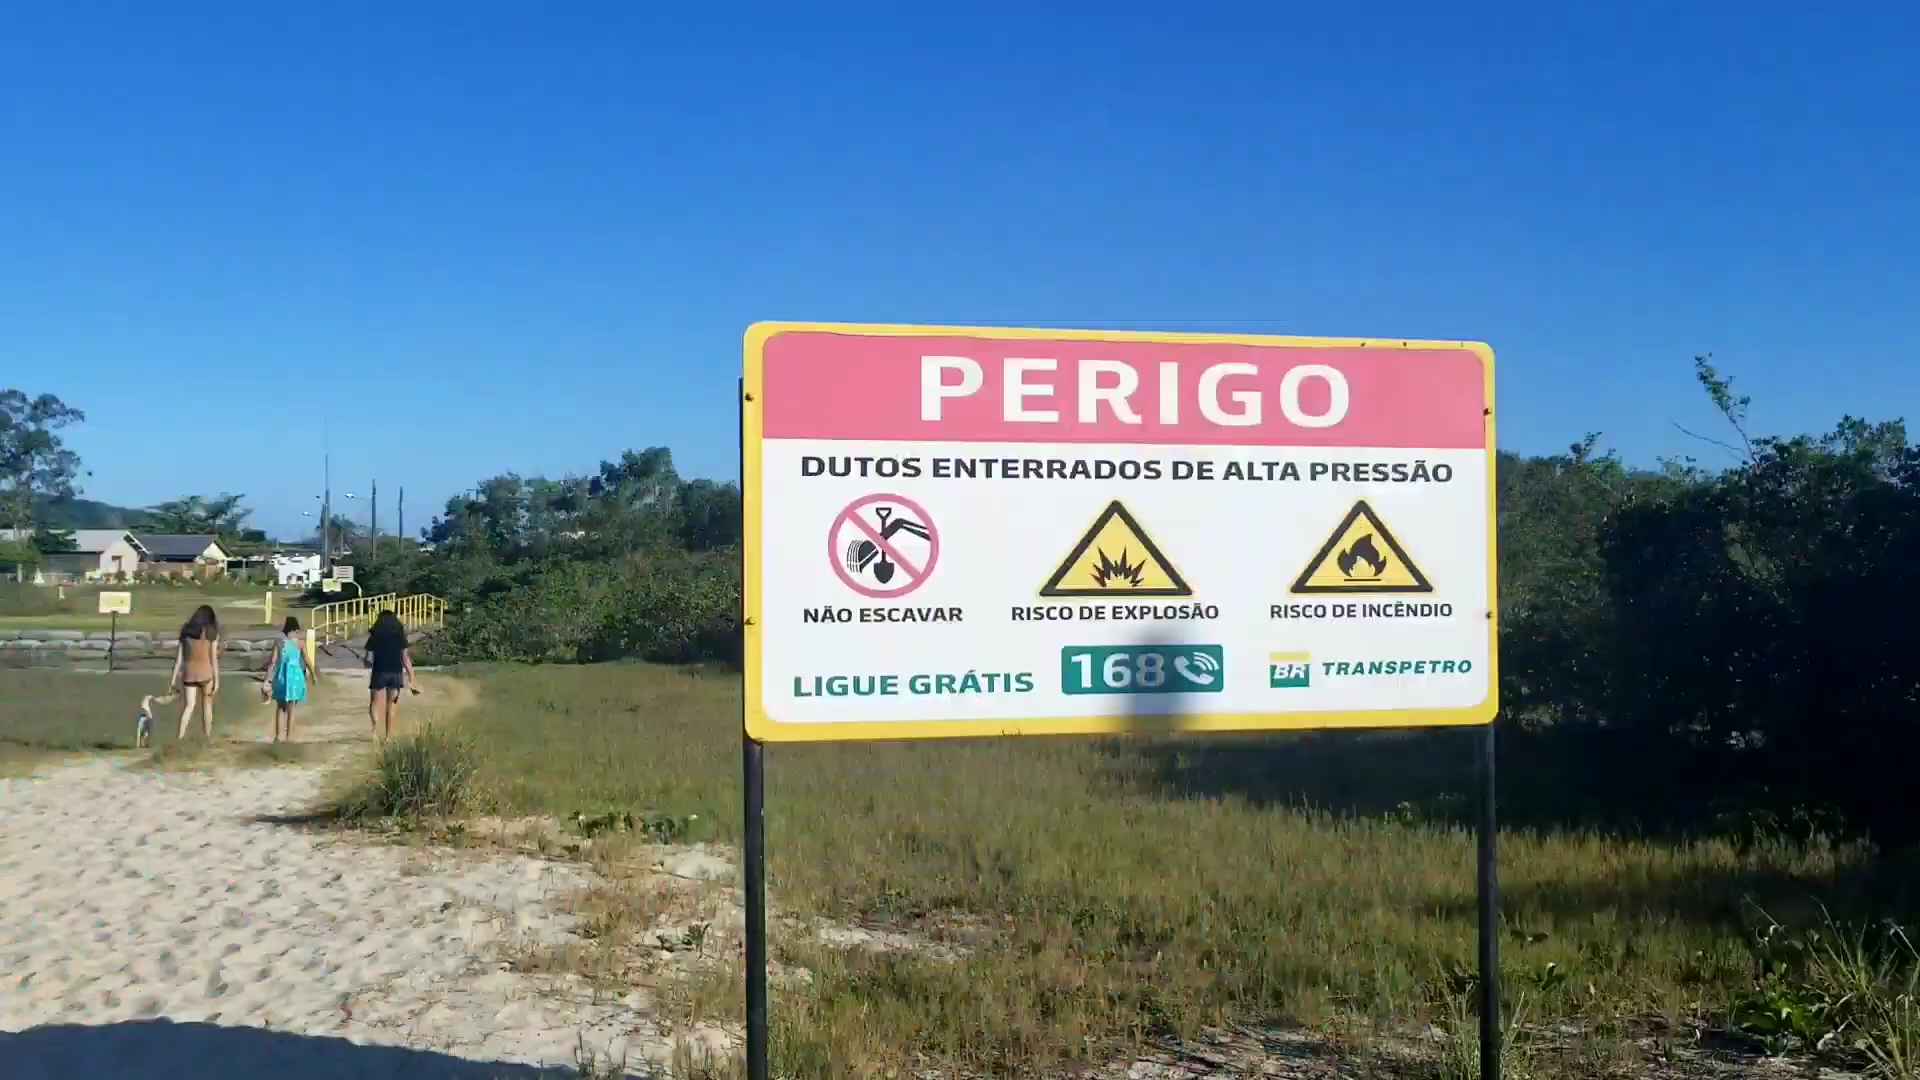 PERIGO
DUTOS ENTERRADOS DE ALTA PRESSÃO
NÃO ESCAVAR
RISCO DE EXPLOSÃO
RISCO DE INCÊNDIO
LIGUE GRÁTIS 168
BR TRANSPETRO